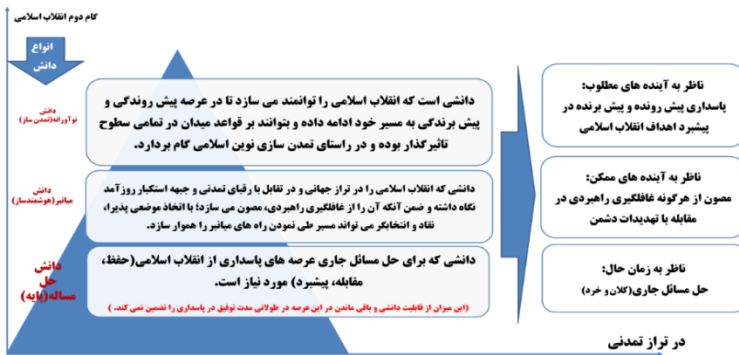 گام دوم انقلاب اسلامی
انواع
دانش
دانش
نوآورانه(تمدن ساز)
دانشی است که انقلاب اسلامی را توانمند می سازد تا در عرصه پیش روندگی و
پیش برندگی به مسیر خود ادامه داده و بتوانند بر قواعد میدان در تمامی سطوح
تاثیرگذار بوده و در راستای تمدن سازی نوین اسلامی گام بردارد.
ناظر به آینده های مطلوب:
پاسداری پیش رونده و پیش برنده در
پیشبرد اهداف انقلاب اسلامی
دانش
میانبر(هوشمندساز)
دانشی که انقلاب اسلامی را در تراز جهانی و در تقابل با رقبای تمدنی و جبهه استکبار روزآمد
نگاه داشته و ضمن آنکه آن را از غافلگیری راهبردی، مصون می سازد؛ با اتخاذ موضعی پذیرا،
نقاد و انتخابگر می تواند مسیر طی نمودن راه های میانبر را هموار سازد.
ناظر به آینده های ممکن:
مصون از هرگونه غافلگیری راهبردی در
مقابله با تهدیدات دشمن
دانش
حل
مساله(پایه)
دانشی که برای حل مسائل جاری عرصه های پاسداری از انقلاب اسلامی(حفظ،
مقابله، پیشبرد) مورد نیاز است.
(این میزان از قابلیت دانشی و باقی ماندن در این عرصه در طولانی مدت توفیق در پاسداری را تضمین نمی کند. )
ناظر به زمان حال:
حل مسائل جاری(کلان و خرد)
در تراز تمدنی